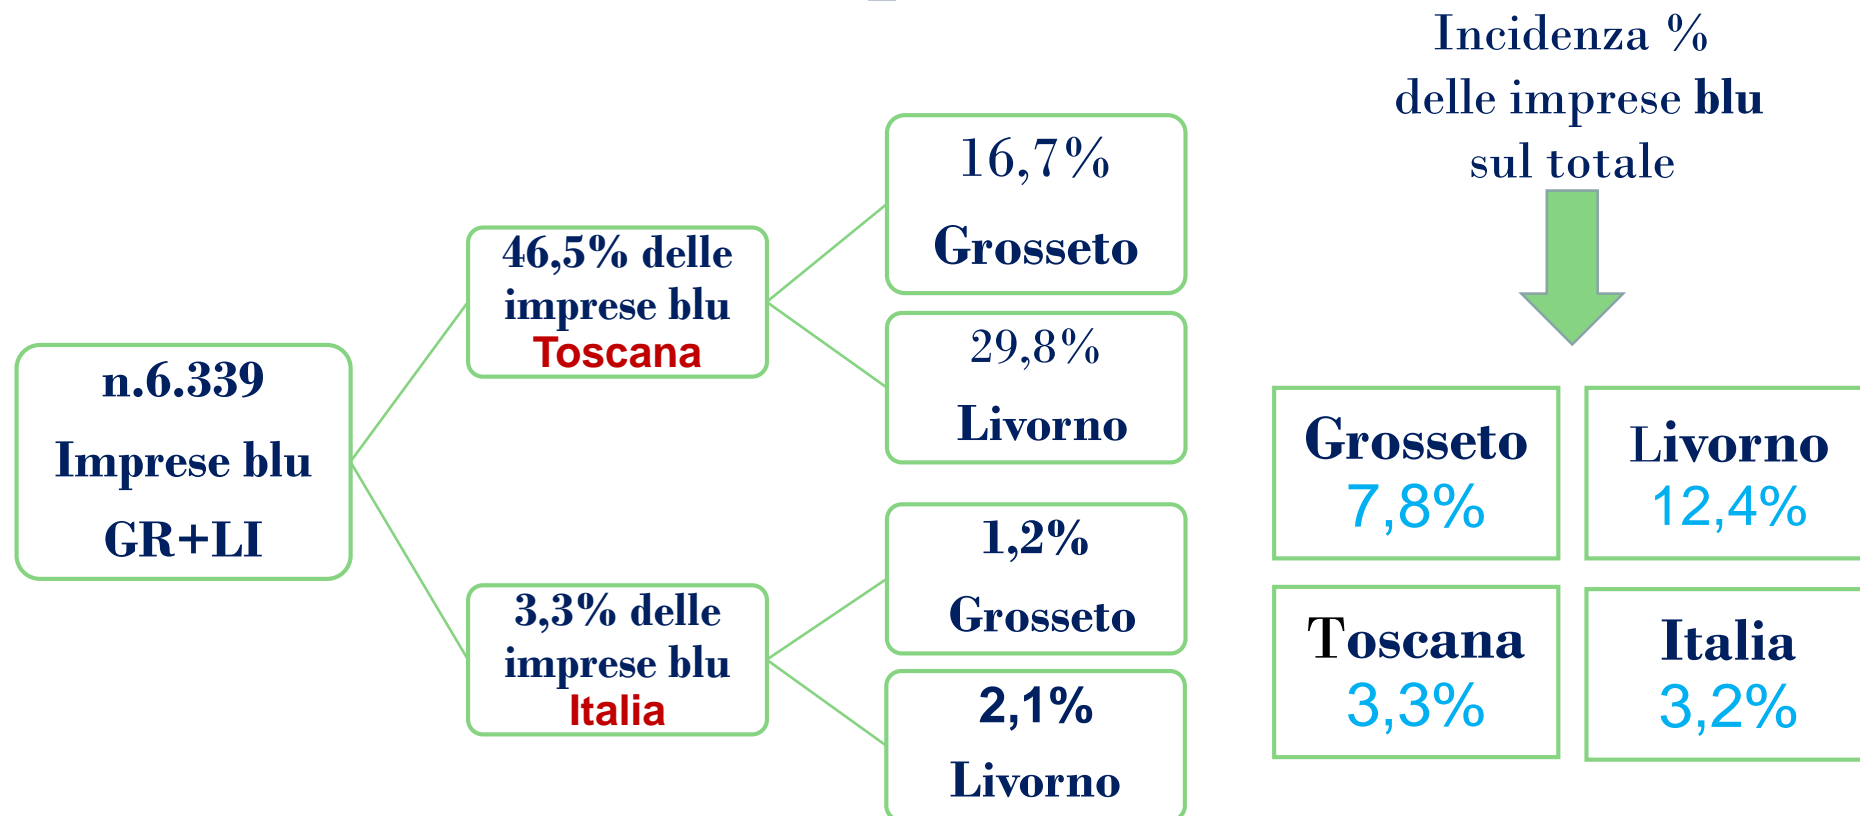 n.6.339
Imprese blu
GR+LI
46,5% delle
imprese blu
Toscana
16,7%
Grosseto
29,8%
Livorno
3,3% delle
imprese blu
Italia
1,2%
Grosseto
2,1%
Livorno
Incidenza %
delle imprese blu
sul totale
Grosseto
7,8%
Livorno
12,4%
Toscana
3,3%
Italia
3,2%